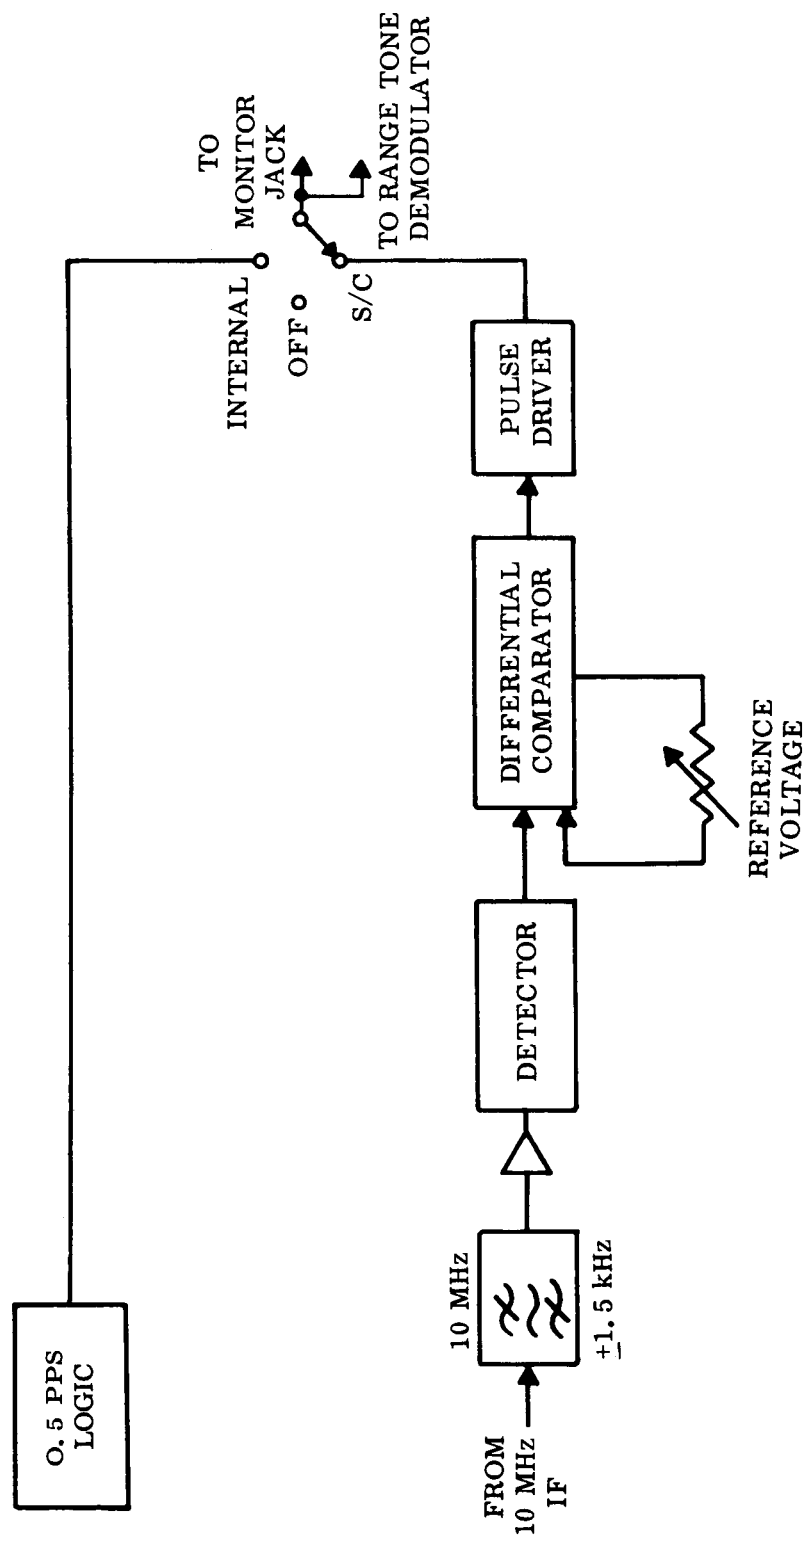 0.5 PPS
LOGIC
INTERNAL
OFF
S/C
TO
MONITOR
JACK
TO RANGE TONE
DEMODULATOR
FROM
10 MHz
IF
10 MHz
±1.5 kHz
DETECTOR
DIFFERENTIAL
COMPARATOR
REFERENCE
VOLTAGE
PULSE
DRIVER